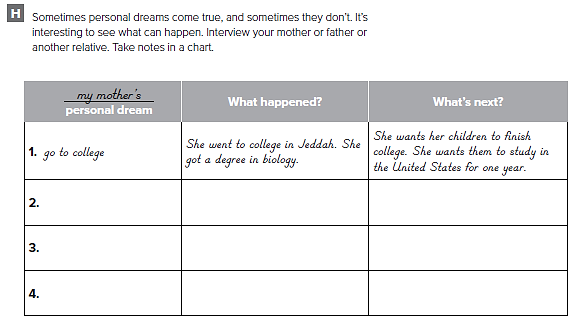 H
Sometimes personal dreams come true, and sometimes they don't. It's
interesting to see what can happen. Interview your mother or father or
another relative. Take notes in a chart.
my mother's
personal dream
What happened?
What's next?
1. go to college
She went to college in Jeddah. She
got a degree in biology.
She wants her children to finish
college. She wants them to study in
the United States for one year.
2.
3.
4.